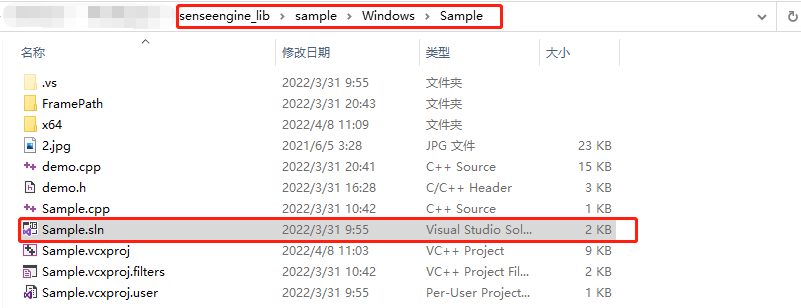 senseengine_lib > sample > Windows > Sample
名称 修改日期 类型 大小
.vs 2022/3/31 9:55 文件夹
FramePath 2022/3/31 20:43 文件夹
x64 2022/4/8 11:09 文件夹
2.jpg 2021/6/5 3:28 JPG 文件 23 KB
demo.cpp 2022/3/31 20:41 C++ Source 15 KB
demo.h 2022/3/31 16:28 C/C++ Header 3 KB
Sample.cpp 2022/3/31 10:42 C++ Source 1 KB
Sample.sln 2022/3/31 9:55 Visual Studio Sol... 2 KB
Sample.vcxproj 2022/4/8 11:03 VC++ Project 9 KB
Sample.vcxproj.filters 2022/3/31 10:42 VC++ Project Fil... 2 KB
Sample.vcxproj.user 2022/3/31 9:55 Per-User Project... 1 KB